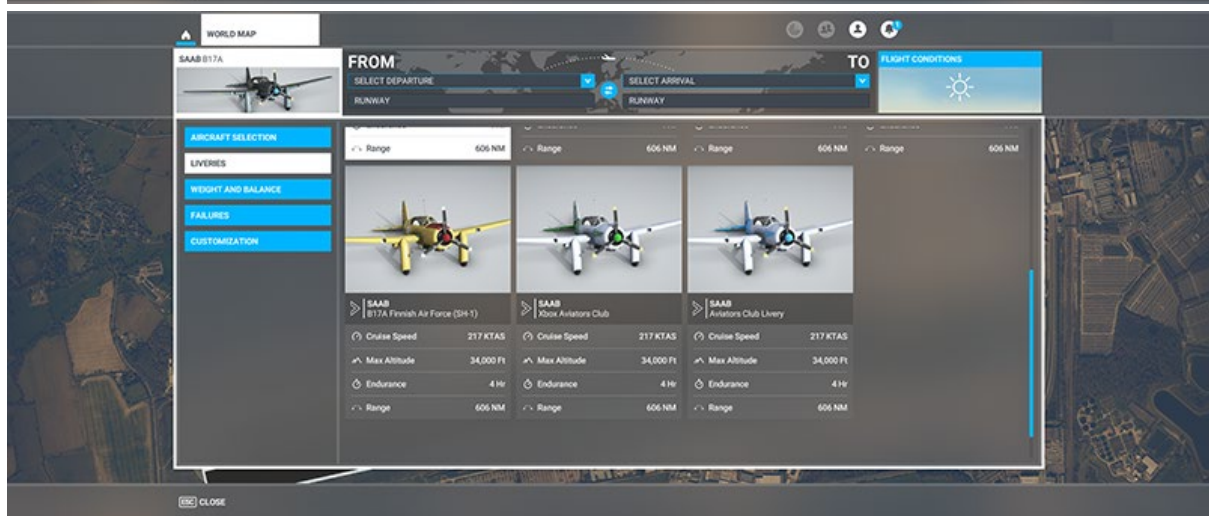 WORLD MAP
SAAB B17A
FROM
TO
SELECT DEPARTURE
SELECT ARRIVAL
RUNWAY
RUNWAY
FLIGHT CONDITIONS
AIRCRAFT SELECTION
LIVERIES
WEIGHT AND BALANCE
FAILURES
CUSTOMIZATION
Range 606 NM
Range 606 NM
Range 606 NM
Range 606 NM
SAAB
B17A Finnish Air Force (SH-1)
Cruise Speed 217 KTAS
Max Altitude 34,000 Ft
Endurance 4 Hr
Range 606 NM
SAAB
Xbox Aviators Club
Cruise Speed 217 KTAS
Max Altitude 34,000 Ft
Endurance 4 Hr
Range 606 NM
SAAB
Aviators Club Livery
Cruise Speed 217 KTAS
Max Altitude 34,000 Ft
Endurance 4 Hr
Range 606 NM
ESC CLOSE